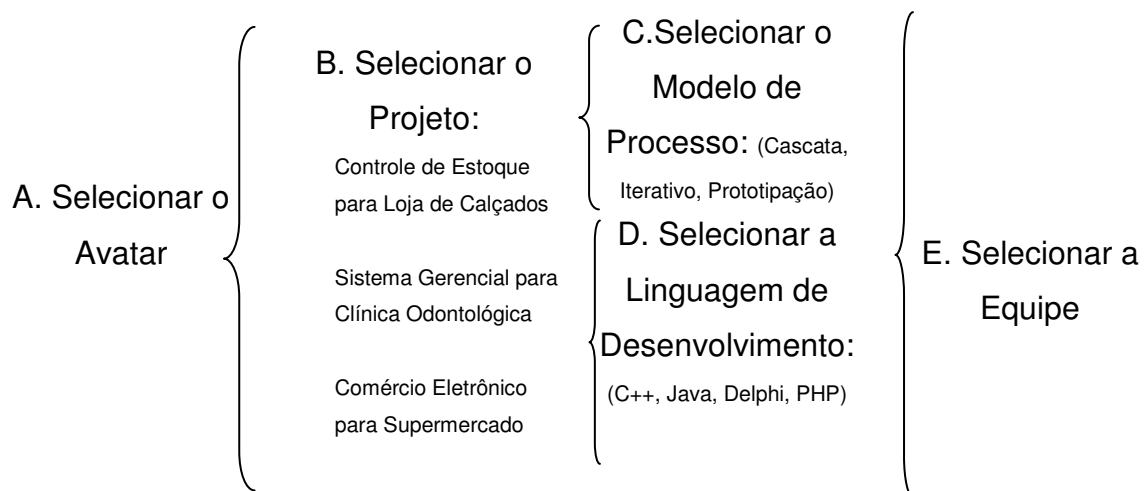 A. Selecionar o
Avatar
B. Selecionar o
Projeto:
Controle de Estoque
para Loja de Calçados
Sistema Gerencial para
Clínica Odontológica
Comércio Eletrônico
para Supermercado
C.Selecionar o
Modelo de
Processo: (Cascata,
Iterativo, Prototipação)
D. Selecionar a
Linguagem de
Desenvolvimento:
(C++, Java, Delphi, PHP)
E. Selecionar a
Equipe